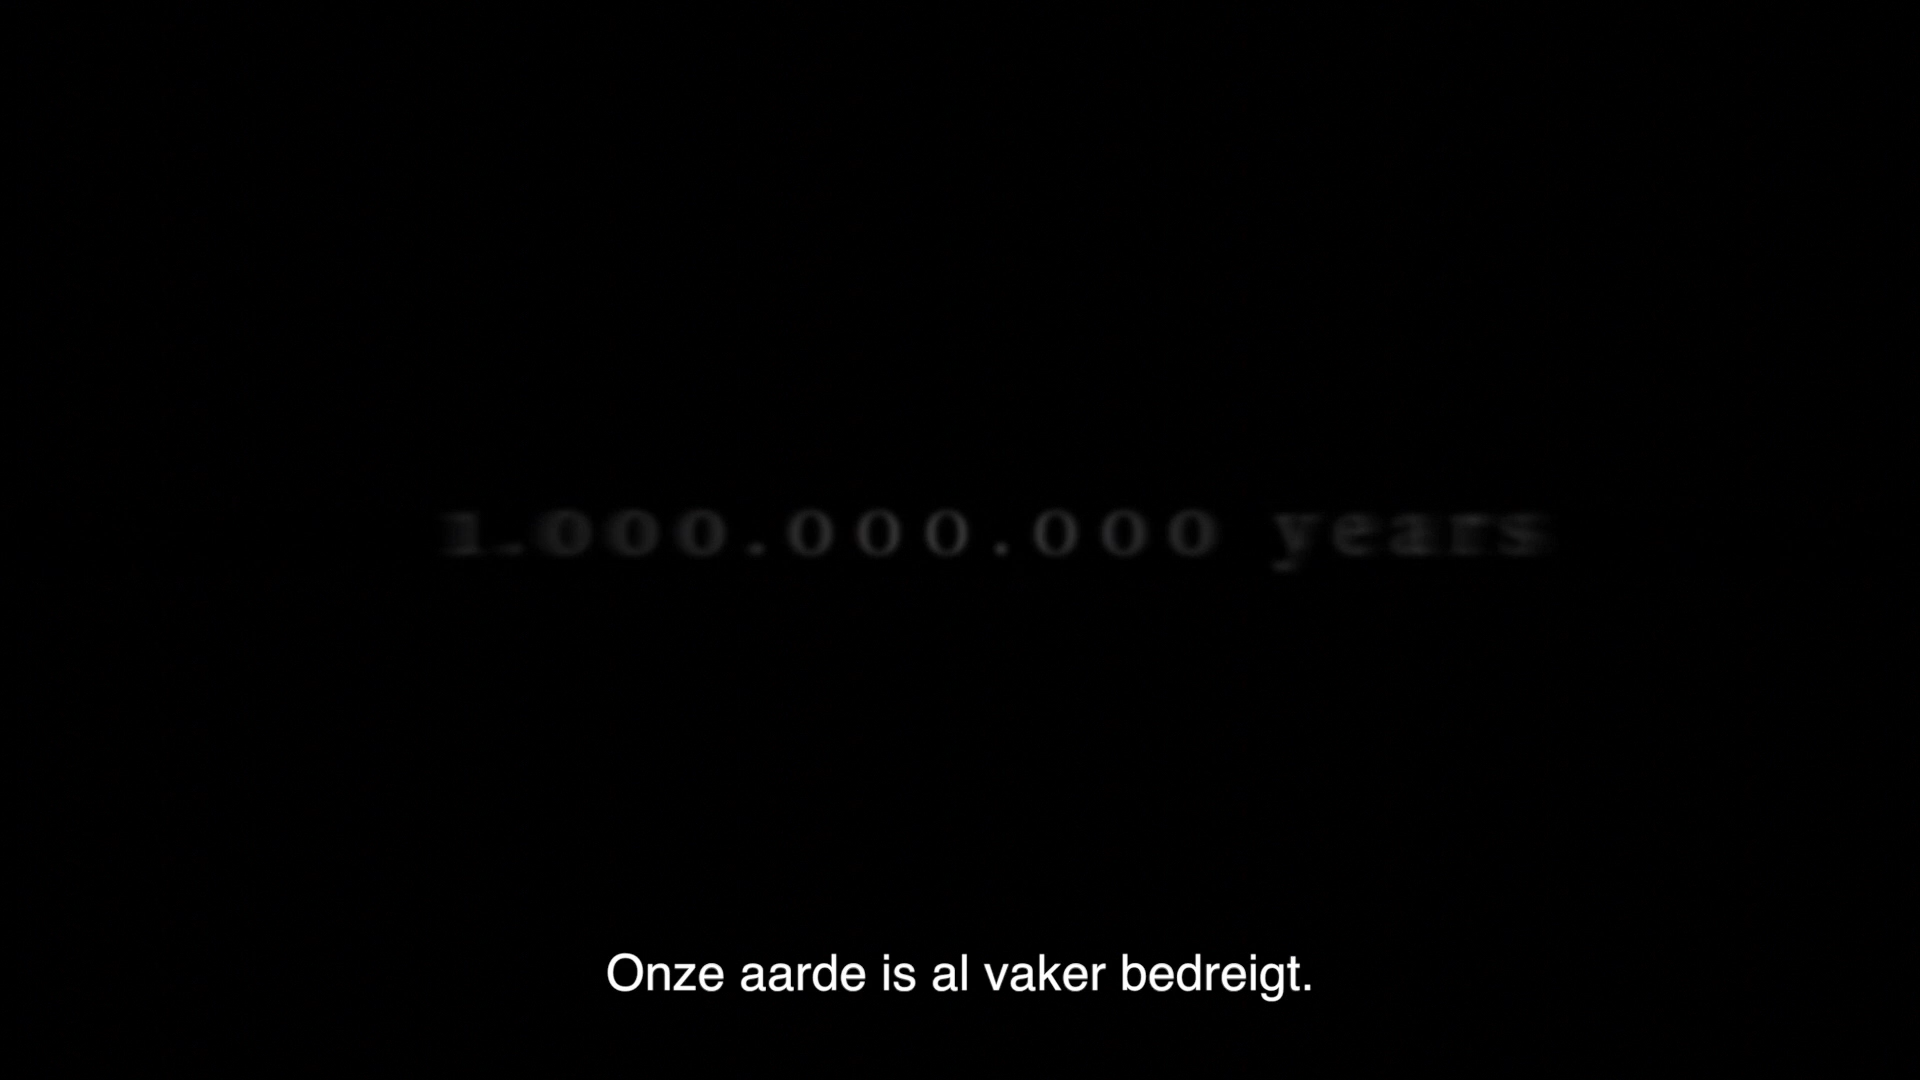 1.000.000.000 years
Onze aarde is al vaker bedreigt.